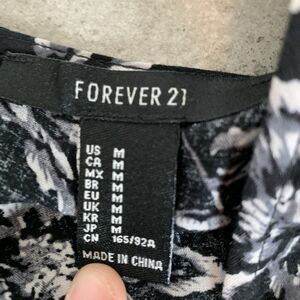 FOREVER 21
US M
CA M
MX M
BR M
EU M
UK M
KR M
JP M
CN 165/92A
MADE IN CHINA